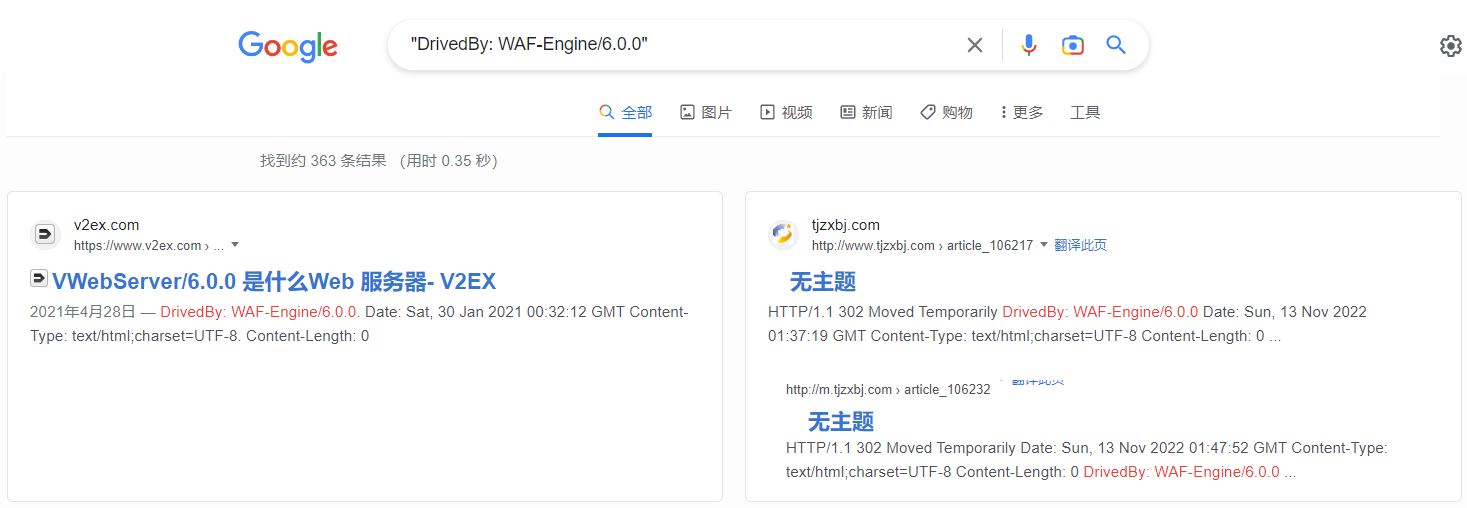 Google
"DrivedBy: WAF-Engine/6.0.0"
全部 图片 视频 新闻 购物 更多 工具
找到约 363 条结果 (用时 0.35 秒)
v2ex.com
https://www.v2ex.com › ...
VWebServer/6.0.0 是什么Web 服务器- V2EX
2021年4月28日 — DrivedBy: WAF-Engine/6.0.0. Date: Sat, 30 Jan 2021 00:32:12 GMT Content-
Type: text/html;charset=UTF-8. Content-Length: 0
tjzxbj.com
http://www.tjzxbj.com › article_106217 翻译此页
无主题
HTTP/1.1 302 Moved Temporarily DrivedBy: WAF-Engine/6.0.0 Date: Sun, 13 Nov 2022
01:37:19 GMT Content-Type: text/html;charset=UTF-8 Content-Length: 0 ...
http://m.tjzxbj.com › article_106232 翻译此页
无主题
HTTP/1.1 302 Moved Temporarily Date: Sun, 13 Nov 2022 01:47:52 GMT Content-Type:
text/html;charset=UTF-8 Content-Length: 0 DrivedBy: WAF-Engine/6.0.0 ...